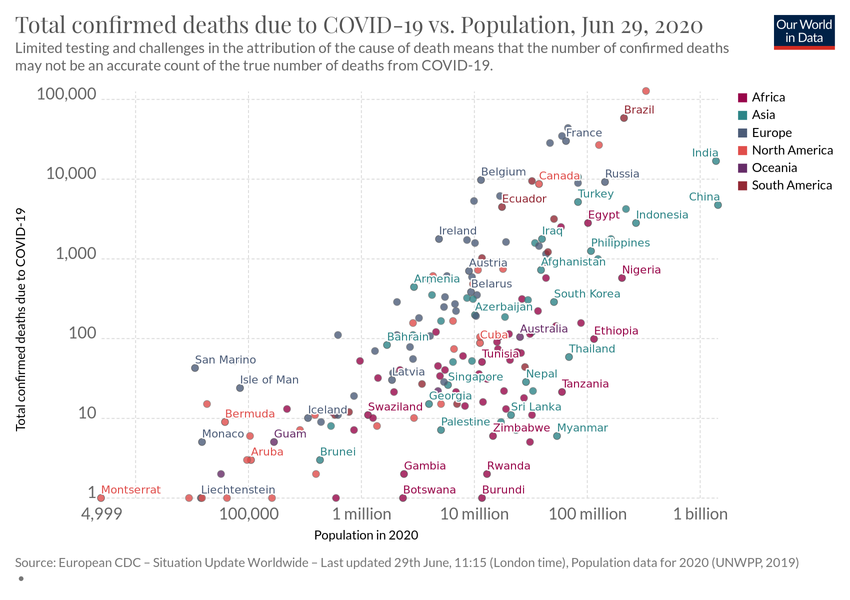 Total confirmed deaths due to COVID-19 vs. Population, Jun 29, 2020
Our World
in Data
Limited testing and challenges in the attribution of the cause of death means that the number of confirmed deaths
may not be an accurate count of the true number of deaths from COVID-19.
100,000
10,000
1,000
100
10
1
Total confirmed deaths due to COVID-19
Africa
Asia
Europe
North America
Oceania
South America
Brazil
France
India
Belgium
Canada
Russia
Ecuador
Turkey
China
Egypt
Indonesia
Ireland
Iraq
Philippines
Austria
Afghanistan
Nigeria
Armenia
Belarus
South Korea
Azerbaijan
Bahrain
Cuba
Australia
Ethiopia
Tunisia
Thailand
San Marino
Latvia
Singapore
Nepal
Isle of Man
Tanzania
Georgia
Bermuda
Iceland
Swaziland
Sri Lanka
Monaco
Guam
Palestine
Zimbabwe
Myanmar
Aruba
Brunei
Gambia
Rwanda
Montserrat
Liechtenstein
Botswana
Burundi
4,999
100,000
1 million
10 million
100 million
1 billion
Population in 2020
Source: European CDC – Situation Update Worldwide – Last updated 29th June, 11:15 (London time), Population data for 2020 (UNWPP, 2019)